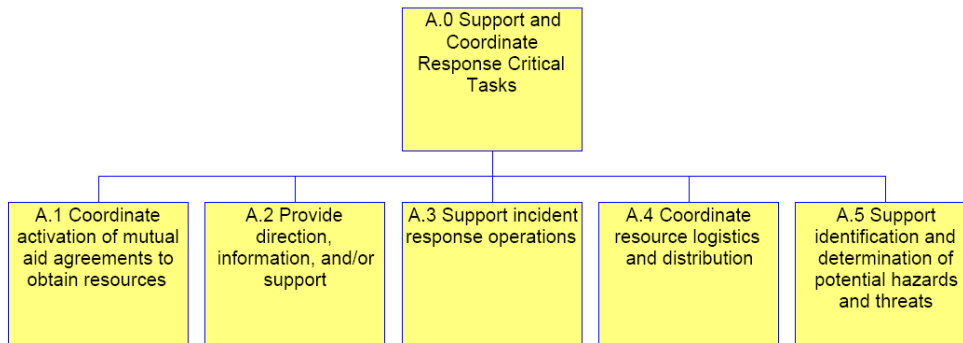 A.0 Support and
Coordinate
Response Critical
Tasks
A.1 Coordinate
activation of mutual
aid agreements to
obtain resources
A.2 Provide
direction,
information, and/or
support
A.3 Support incident
response operations
A.4 Coordinate
resource logistics
and distribution
A.5 Support
identification and
determination of
potential hazards
and threats